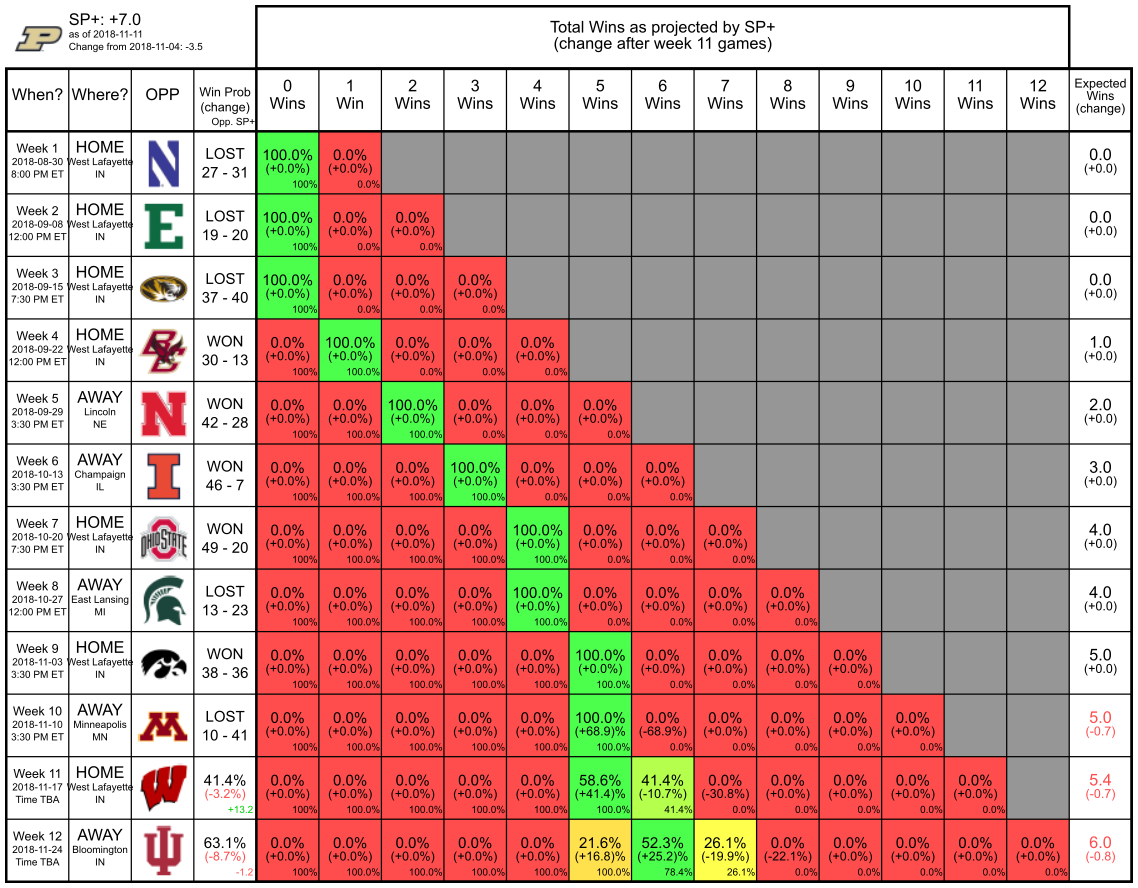 SP+: +7.0
as of 2018-11-11
Change from 2018-11-04: -3.5
Total Wins as projected by SP+
(change after week 11 games)
When? Where? OPP Win Prob (change) Opp. SP+ 0 Wins 1 Win 2 Wins 3 Wins 4 Wins 5 Wins 6 Wins 7 Wins 8 Wins 9 Wins 10 Wins 11 Wins 12 Wins Expected Wins (change)
Week 1 HOME LOST 100.0% 0.0% 0.0
2018-08-30 West Lafayette 27 - 31 (+0.0%) (+0.0%) (+0.0)
8:00 PM ET IN 100% 0.0%
Week 2 HOME LOST 100.0% 0.0% 0.0% 0.0
2018-09-08 West Lafayette 19 - 20 (+0.0%) (+0.0%) (+0.0%) (+0.0)
12:00 PM ET IN 100% 0.0% 0.0%
Week 3 HOME LOST 100.0% 0.0% 0.0% 0.0% 0.0
2018-09-15 West Lafayette 37 - 40 (+0.0%) (+0.0%) (+0.0%) (+0.0%) (+0.0)
7:30 PM ET IN 100% 0.0% 0.0% 0.0%
Week 4 HOME WON 0.0% 100.0% 0.0% 0.0% 0.0% 1.0
2018-09-22 West Lafayette 30 - 13 (+0.0%) (+0.0%) (+0.0%) (+0.0%) (+0.0%) (+0.0)
12:00 PM ET IN 100% 100.0% 0.0% 0.0% 0.0%
Week 5 AWAY WON 0.0% 0.0% 100.0% 0.0% 0.0% 0.0% 2.0
2018-09-29 Lincoln 42 - 28 (+0.0%) (+0.0%) (+0.0%) (+0.0%) (+0.0%) (+0.0%) (+0.0)
3:30 PM ET NE 100% 100.0% 100.0% 0.0% 0.0% 0.0%
Week 6 AWAY WON 0.0% 0.0% 0.0% 100.0% 0.0% 0.0% 0.0% 3.0
2018-10-13 Champaign 46 - 7 (+0.0%) (+0.0%) (+0.0%) (+0.0%) (+0.0%) (+0.0%) (+0.0%) (+0.0)
3:30 PM ET IL 100% 100.0% 100.0% 100.0% 0.0% 0.0% 0.0%
Week 7 HOME OHIO STATE WON 0.0% 0.0% 0.0% 0.0% 100.0% 0.0% 0.0% 0.0% 4.0
2018-10-20 West Lafayette 49 - 20 (+0.0%) (+0.0%) (+0.0%) (+0.0%) (+0.0%) (+0.0%) (+0.0%) (+0.0%) (+0.0)
7:30 PM ET IN 100% 100.0% 100.0% 100.0% 100.0% 0.0% 0.0% 0.0%
Week 8 AWAY LOST 0.0% 0.0% 0.0% 0.0% 100.0% 0.0% 0.0% 0.0% 0.0% 4.0
2018-10-27 East Lansing 13 - 23 (+0.0%) (+0.0%) (+0.0%) (+0.0%) (+0.0%) (+0.0%) (+0.0%) (+0.0%) (+0.0%) (+0.0)
12:00 PM ET MI 100% 100.0% 100.0% 100.0% 100.0% 0.0% 0.0% 0.0% 0.0%
Week 9 HOME WON 0.0% 0.0% 0.0% 0.0% 0.0% 100.0% 0.0% 0.0% 0.0% 0.0% 5.0
2018-11-03 West Lafayette 38 - 36 (+0.0%) (+0.0%) (+0.0%) (+0.0%) (+0.0%) (+0.0%) (+0.0%) (+0.0%) (+0.0%) (+0.0%) (+0.0)
3:30 PM ET IN 100% 100.0% 100.0% 100.0% 100.0% 100.0% 0.0% 0.0% 0.0% 0.0%
Week 10 AWAY LOST 0.0% 0.0% 0.0% 0.0% 0.0% 100.0% 0.0% 0.0% 0.0% 0.0% 0.0% 5.0
2018-11-10 Minneapolis 10 - 41 (+0.0%) (+0.0%) (+0.0%) (+0.0%) (+0.0%) (+68.9)% (-68.9%) (+0.0%) (+0.0%) (+0.0%) (+0.0%) (-0.7)
3:30 PM ET MN 100% 100.0% 100.0% 100.0% 100.0% 100.0% 0.0% 0.0% 0.0% 0.0% 0.0%
Week 11 HOME 41.4% 0.0% 0.0% 0.0% 0.0% 0.0% 58.6% 41.4% 0.0% 0.0% 0.0% 0.0% 0.0% 5.4
2018-11-17 West Lafayette (-3.2%) (+0.0%) (+0.0%) (+0.0%) (+0.0%) (+0.0%) (+41.4)% (-10.7%) (-30.8%) (+0.0%) (+0.0%) (+0.0%) (+0.0%) (-0.7)
Time TBA IN +13.2 100% 100.0% 100.0% 100.0% 100.0% 100.0% 41.4% 0.0% 0.0% 0.0% 0.0% 0.0%
Week 12 AWAY 63.1% 0.0% 0.0% 0.0% 0.0% 0.0% 21.6% 52.3% 26.1% 0.0% 0.0% 0.0% 0.0% 0.0% 6.0
2018-11-24 Bloomington (-8.7%) (+0.0%) (+0.0%) (+0.0%) (+0.0%) (+0.0%) (+16.8)% (+25.2)% (-19.9%) (-22.1%) (+0.0%) (+0.0%) (+0.0%) (+0.0%) (-0.8)
Time TBA IN -1.2 100% 100.0% 100.0% 100.0% 100.0% 100.0% 78.4% 26.1% 0.0% 0.0% 0.0% 0.0% 0.0%